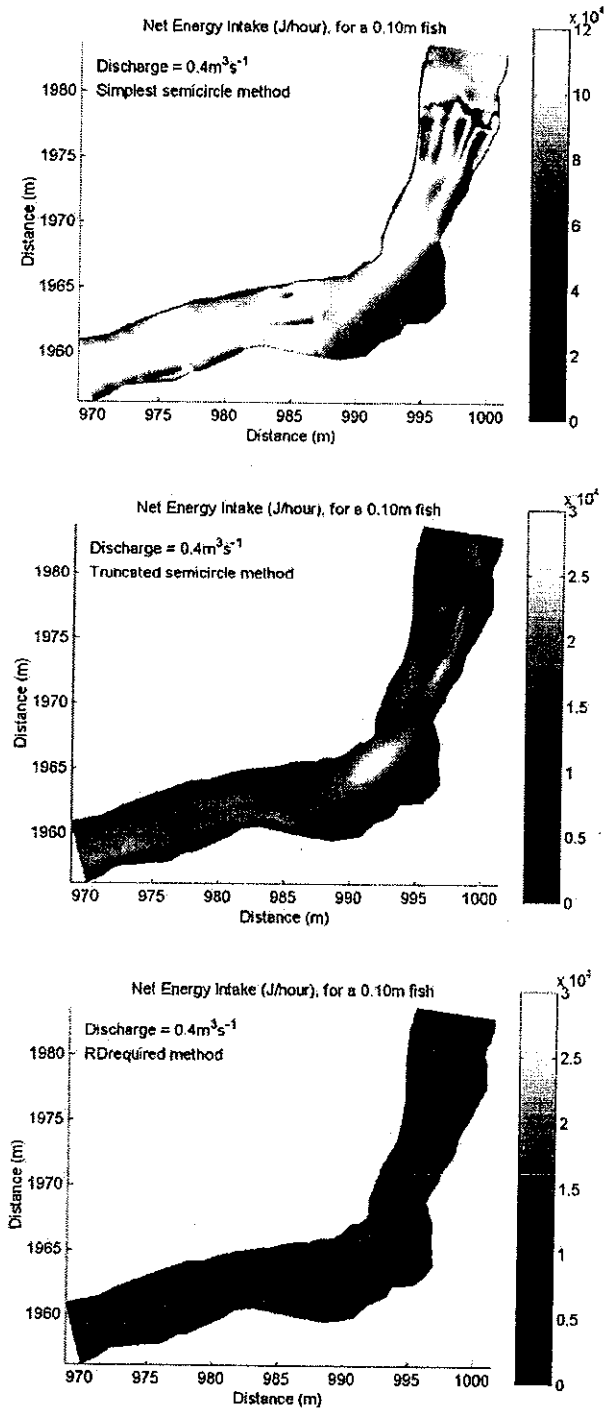 Net Energy Intake (J/hour), for a 0.10m fish
Discharge = 0.4m³s⁻¹
Simplest semicircle method
1980
1975
1970
1965
1960
Distance (m)
970 975 980 985 990 995 1000
Distance (m)
x 10⁴
12
10
8
6
4
2
0
Net Energy Intake (J/hour), for a 0.10m fish
Discharge = 0.4m³s⁻¹
Truncated semicircle method
1980
1975
1970
1965
1960
Distance (m)
970 975 980 985 990 995 1000
Distance (m)
x 10⁴
3
2.5
2
1.5
1
0.5
0
Net Energy Intake (J/hour), for a 0.10m fish
Discharge = 0.4m³s⁻¹
RDrequired method
1980
1975
1970
1965
1960
Distance (m)
970 975 980 985 990 995 1000
Distance (m)
3
2.5
2
1.5
1
0.5
0